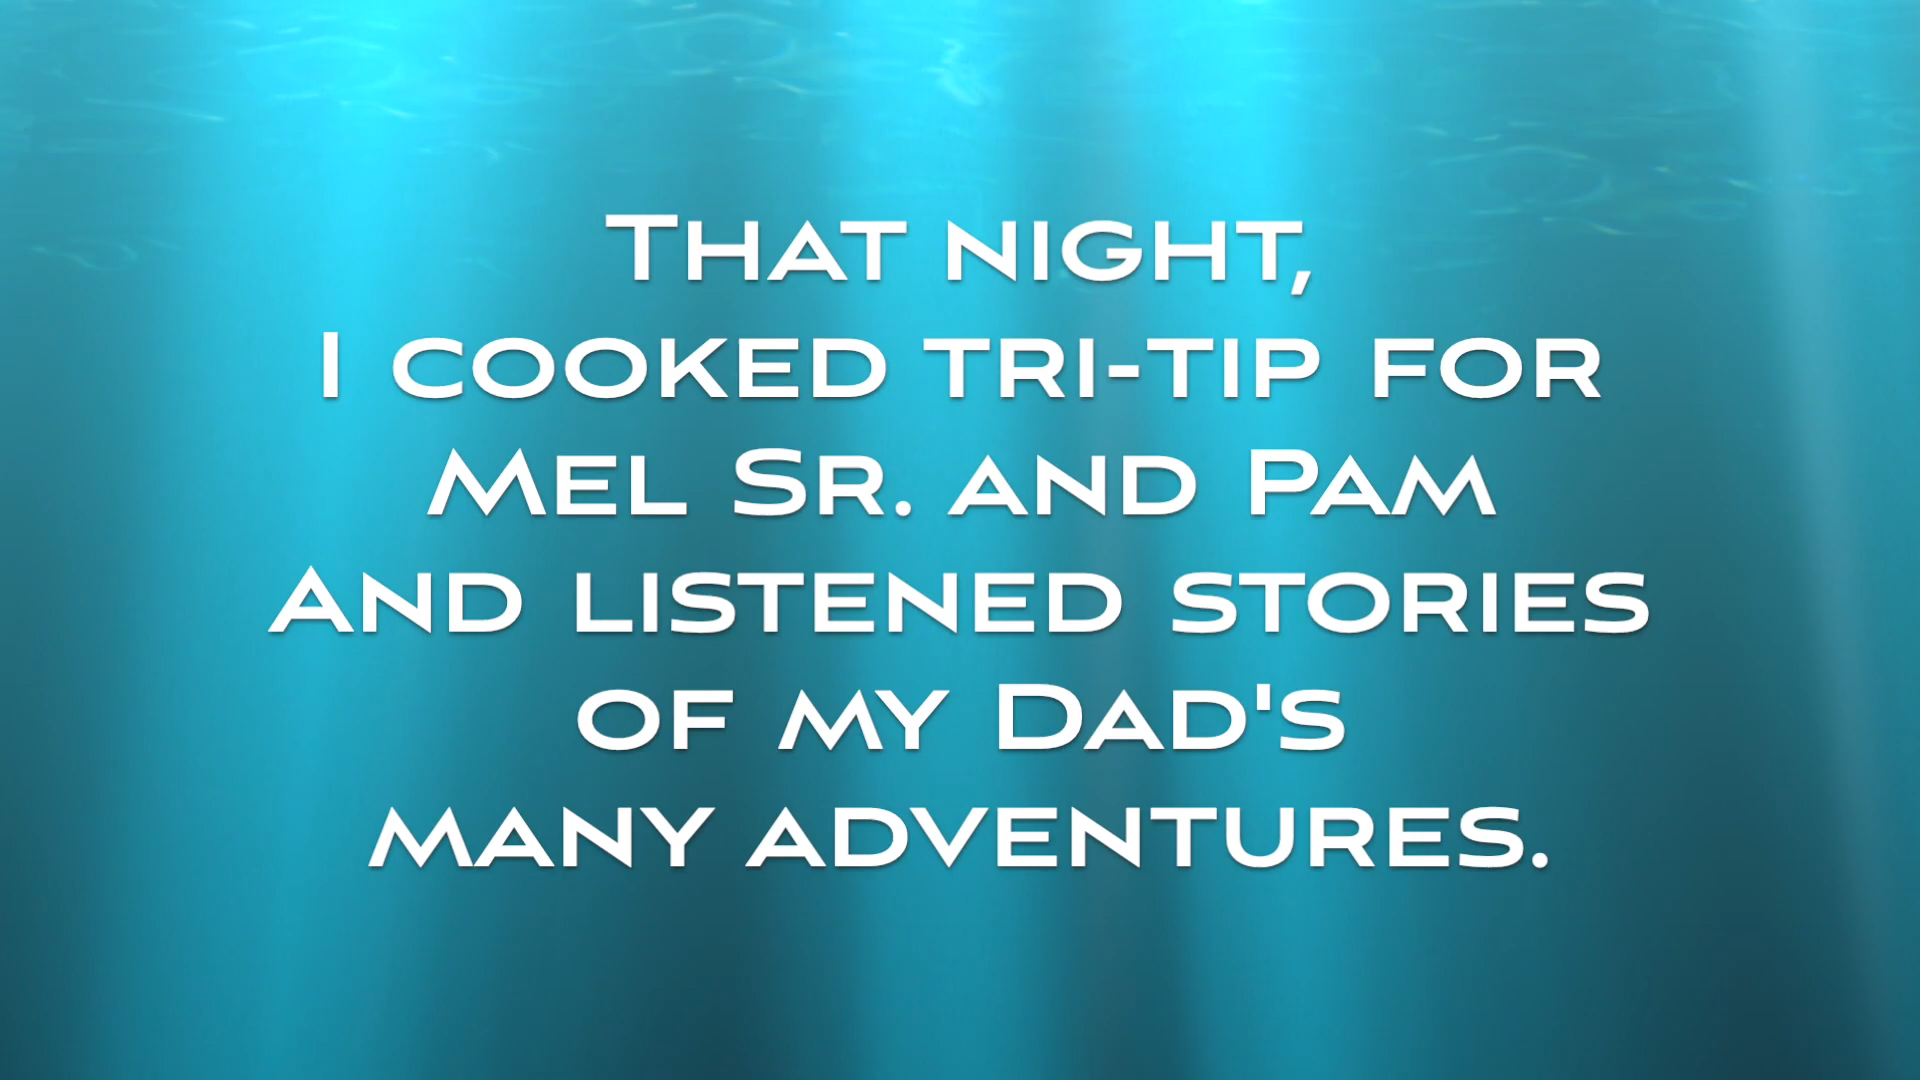 That night,
I cooked tri-tip for
Mel Sr. and Pam
And listened stories
of my Dad's
many adventures.